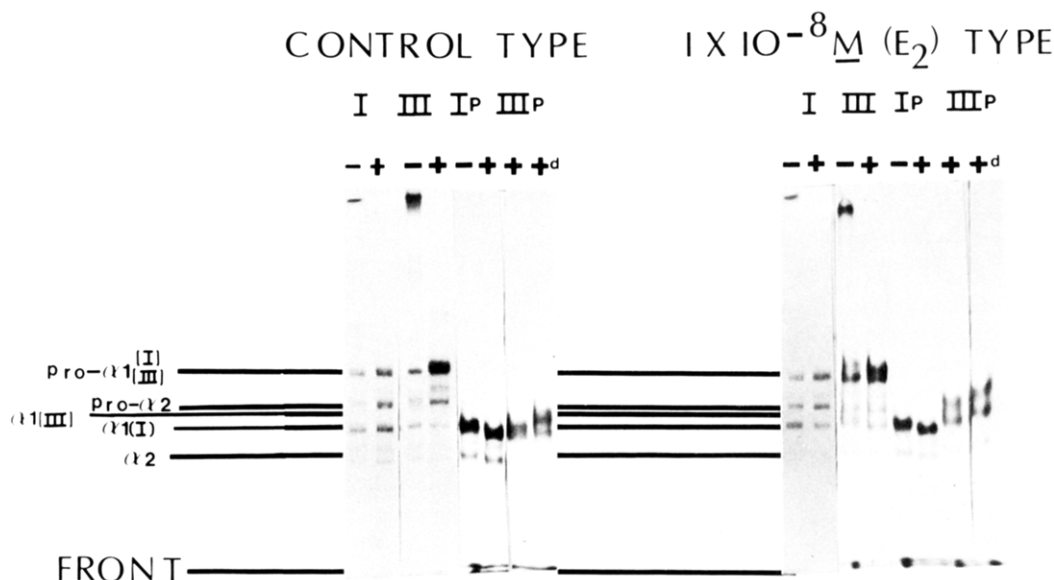 CONTROL TYPE
I III IP IIIP
- + - + - + + +d
1 X 10-8 M (E2) TYPE
I III IP IIIP
- + - + - + + +d
pro-α1[I][III]
pro-α2
α1[III]
α1(I)
α2
FRONT